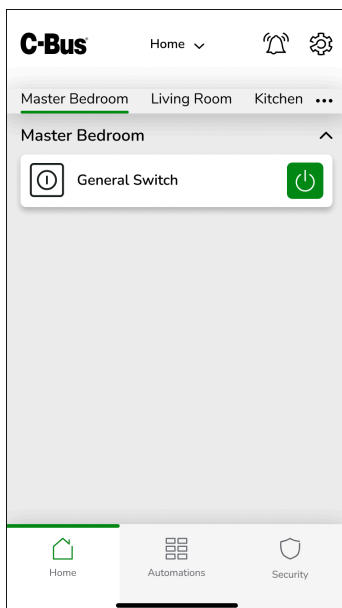 C-Bus
Home
Master Bedroom Living Room Kitchen •••
Master Bedroom
General Switch
Home Automations Security